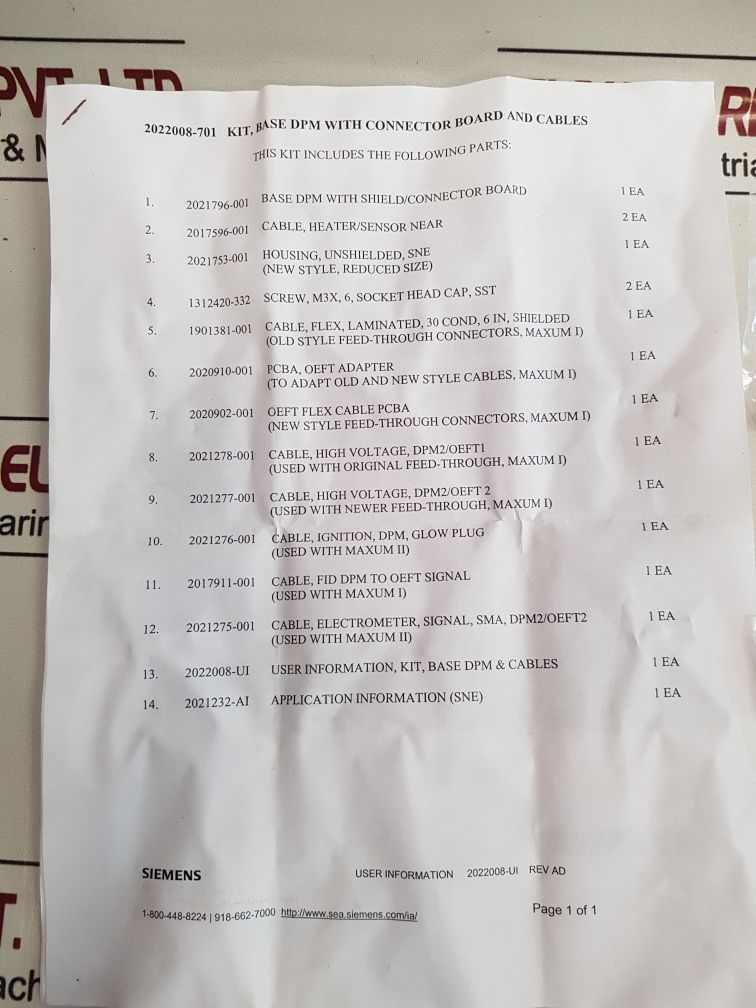 PVT. LTD
& M
2022008-701 KIT, BASE DPM WITH CONNECTOR BOARD AND CABLES
THIS KIT INCLUDES THE FOLLOWING PARTS:
1. 2021796-001 BASE DPM WITH SHIELD/CONNECTOR BOARD 1 EA
2. 2017596-001 CABLE, HEATER/SENSOR NEAR 2 EA
3. 2021753-001 HOUSING, UNSHIELDED, SNE 1 EA
(NEW STYLE, REDUCED SIZE)
4. 1312420-332 SCREW, M3X, 6, SOCKET HEAD CAP, SST 2 EA
5. 1901381-001 CABLE, FLEX, LAMINATED, 30 COND, 6 IN, SHIELDED 1 EA
(OLD STYLE FEED-THROUGH CONNECTORS, MAXUM I)
6. 2020910-001 PCBA, OEFT ADAPTER 1 EA
(TO ADAPT OLD AND NEW STYLE CABLES, MAXUM I)
7. 2020902-001 OEFT FLEX CABLE PCBA 1 EA
(NEW STYLE FEED-THROUGH CONNECTORS, MAXUM I)
8. 2021278-001 CABLE, HIGH VOLTAGE, DPM2/OEFT1 1 EA
(USED WITH ORIGINAL FEED-THROUGH, MAXUM I)
9. 2021277-001 CABLE, HIGH VOLTAGE, DPM2/OEFT 2 1 EA
(USED WITH NEWER FEED-THROUGH, MAXUM I)
10. 2021276-001 CABLE, IGNITION, DPM, GLOW PLUG 1 EA
(USED WITH MAXUM II)
11. 2017911-001 CABLE, FID DPM TO OEFT SIGNAL 1 EA
(USED WITH MAXUM I)
12. 2021275-001 CABLE, ELECTROMETER, SIGNAL, SMA, DPM2/OEFT2 1 EA
(USED WITH MAXUM II)
13. 2022008-UI USER INFORMATION, KIT, BASE DPM & CABLES 1 EA
14. 2021232-AI APPLICATION INFORMATION (SNE) 1 EA
SIEMENS USER INFORMATION 2022008-UI REV AD
1-800-448-8224 | 918-662-7000 http://www.sea.siemens.com/ia/ Page 1 of 1